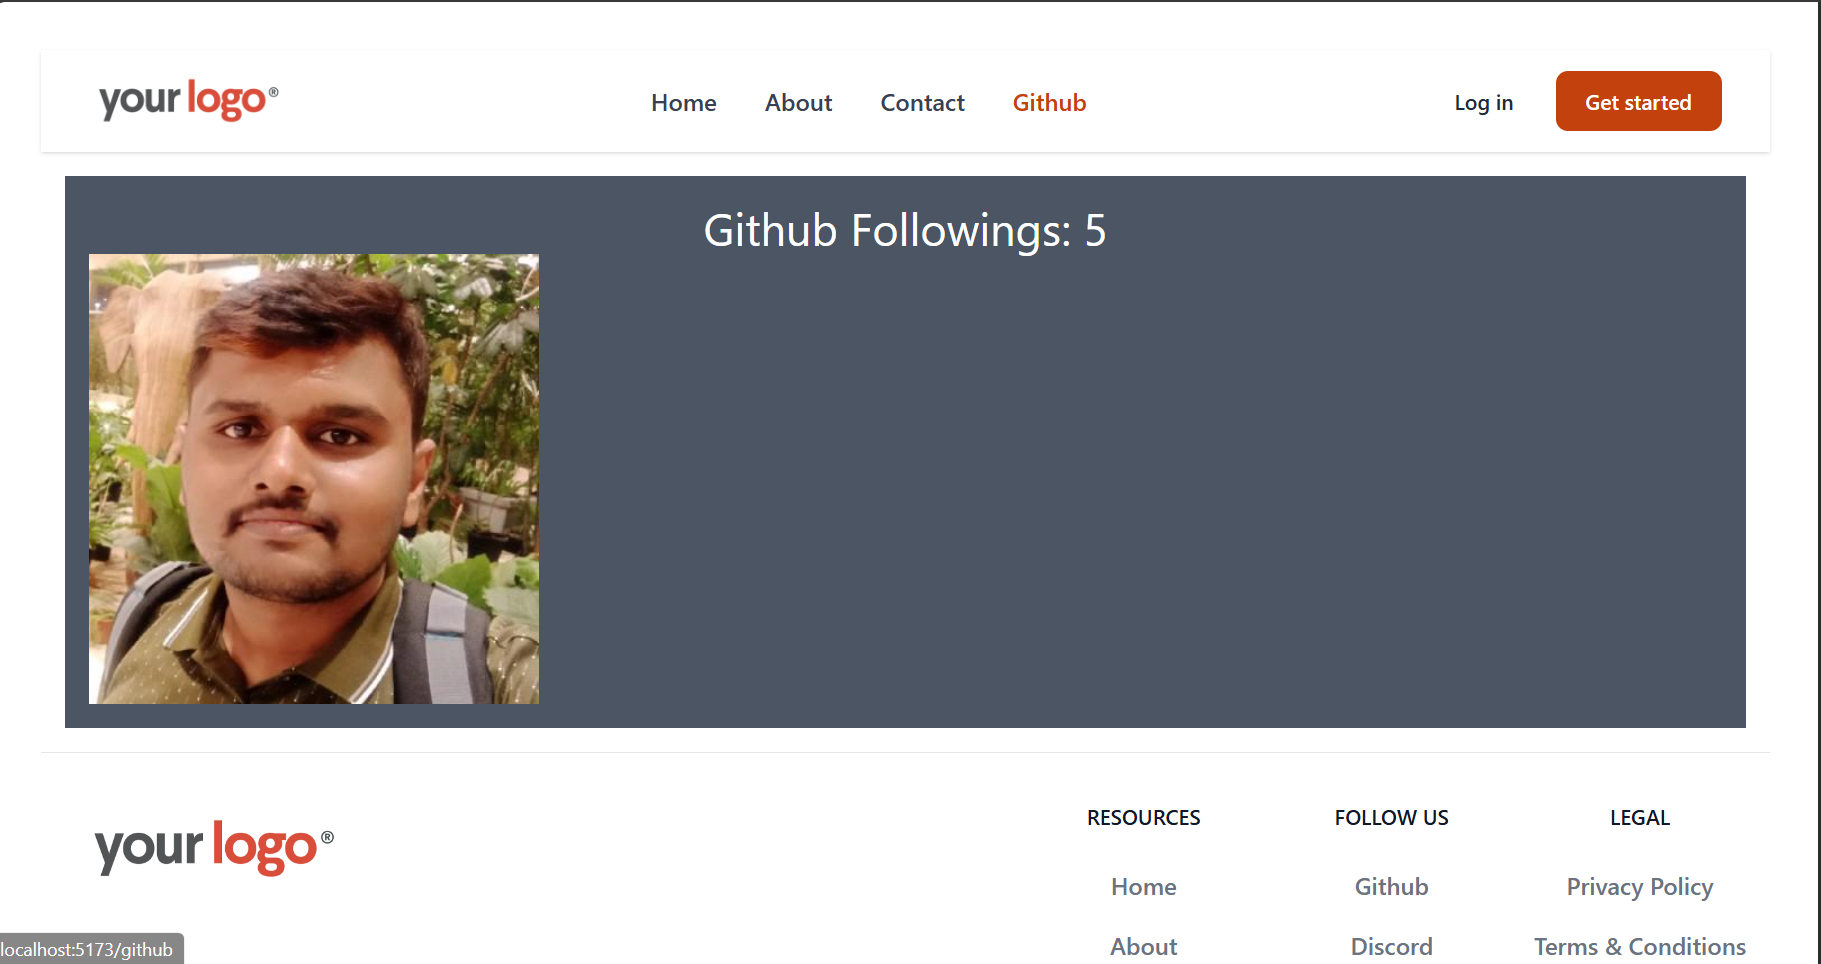 your logo®
Home About Contact Github
Log in Get started
Github Followings: 5
your logo®
RESOURCES FOLLOW US LEGAL
Home Github Privacy Policy
About Discord Terms & Conditions
localhost:5173/github